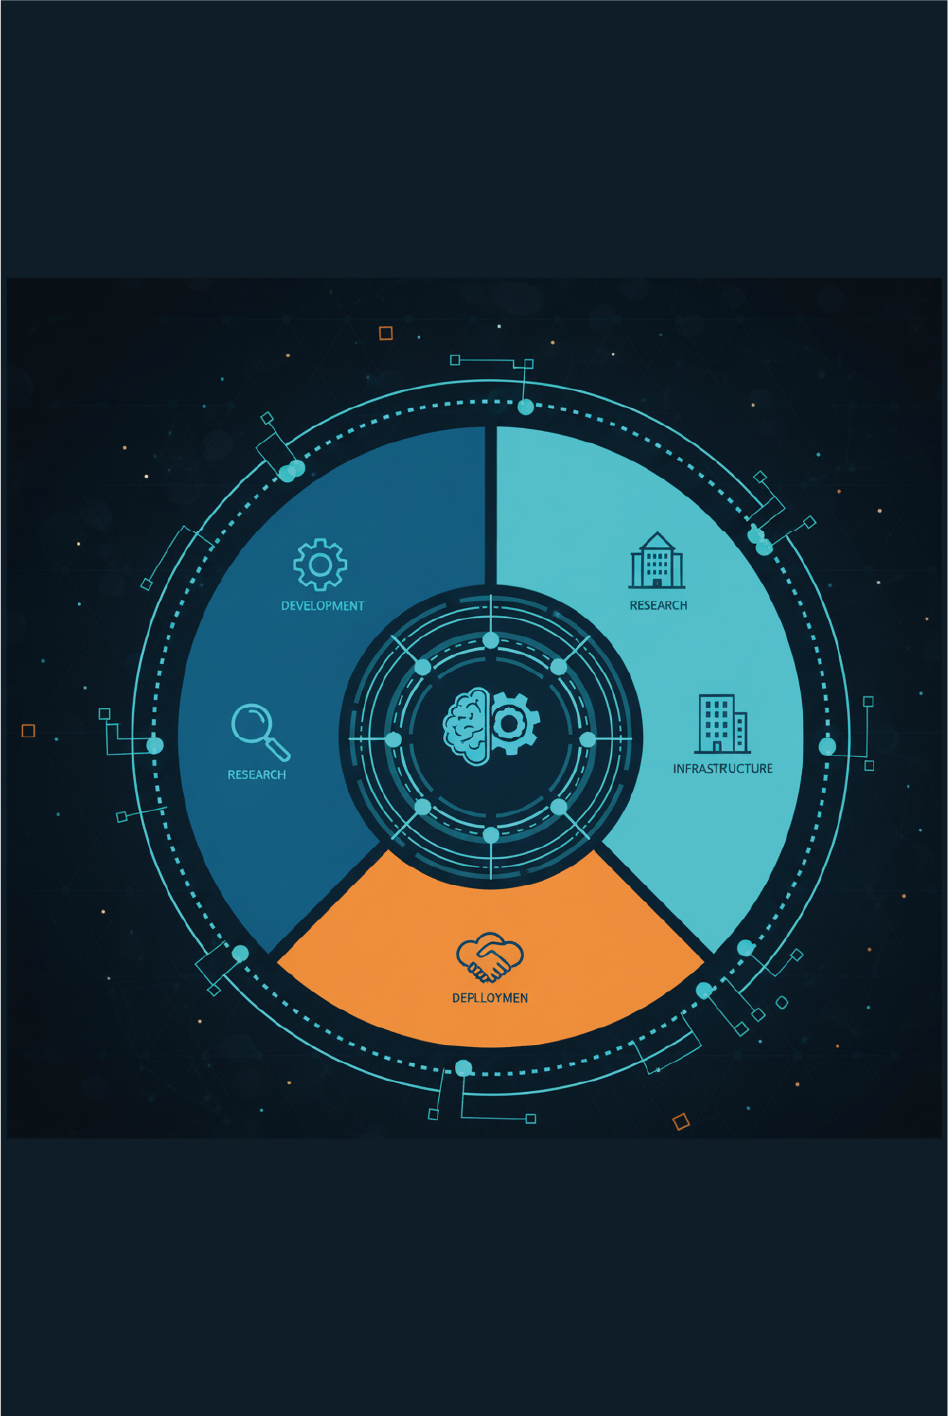 DEVELOPMENT
RESEARCH
RESEARCH
INFRASTRUCTURE
DEPLLOYMEN